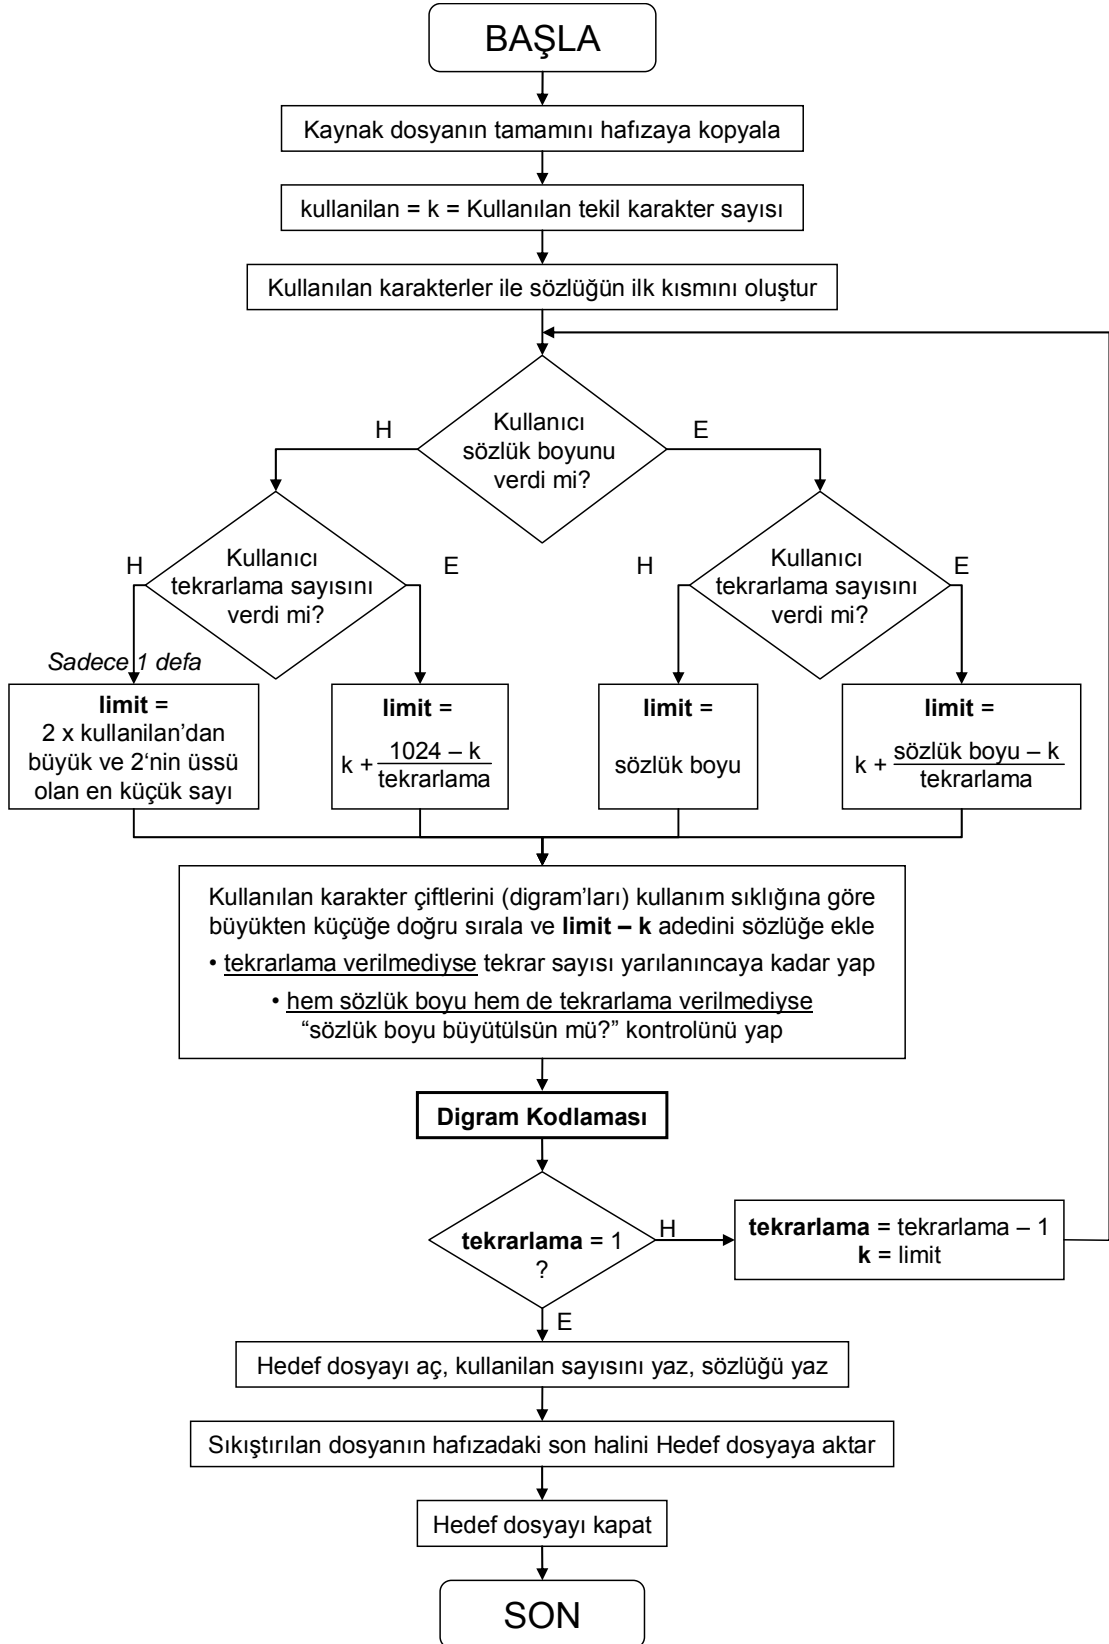 BAŞLA
Kaynak dosyanın tamamını hafızaya kopyala
kullanilan = k = Kullanılan tekil karakter sayısı
Kullanılan karakterler ile sözlüğün ilk kısmını oluştur
Kullanıcı
sözlük boyunu
verdi mi?
H
E
Kullanıcı
tekrarlama sayısını
verdi mi?
H
E
Kullanıcı
tekrarlama sayısını
verdi mi?
H
E
Sadece 1 defa
limit =
2 x kullanilan’dan
büyük ve 2‘nin üssü
olan en küçük sayı
limit =
k + 1024 – k
tekrarlama
limit =
sözlük boyu
limit =
k + sözlük boyu – k
tekrarlama
Kullanılan karakter çiftlerini (digram’ları) kullanım sıklığına göre
büyükten küçüğe doğru sırala ve limit – k adedini sözlüğe ekle
• tekrarlama verilmediyse tekrar sayısı yarılanıncaya kadar yap
• hem sözlük boyu hem de tekrarlama verilmediyse
“sözlük boyu büyütülsün mü?” kontrolünü yap
Digram Kodlaması
tekrarlama = 1
?
H
tekrarlama = tekrarlama – 1
k = limit
E
Hedef dosyayı aç, kullanilan sayısını yaz, sözlüğü yaz
Sıkıştırılan dosyanın hafızadaki son halini Hedef dosyaya aktar
Hedef dosyayı kapat
SON